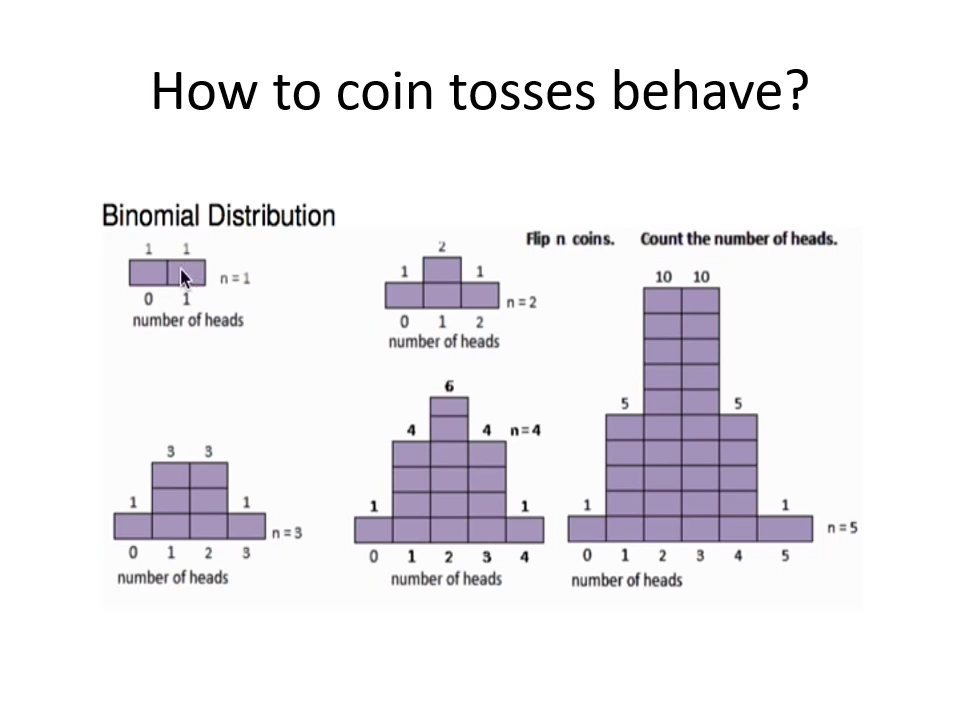 How to coin tosses behave?
Binomial Distribution
Flip n coins. Count the number of heads.
1 1
n=1
0 1
number of heads
2
1 1
n=2
0 1 2
number of heads
3 3
1 1
n=3
0 1 2 3
number of heads
6
4 4 n=4
1 1
0 1 2 3 4
number of heads
10 10
5 5
1 1
n=5
0 1 2 3 4 5
number of heads